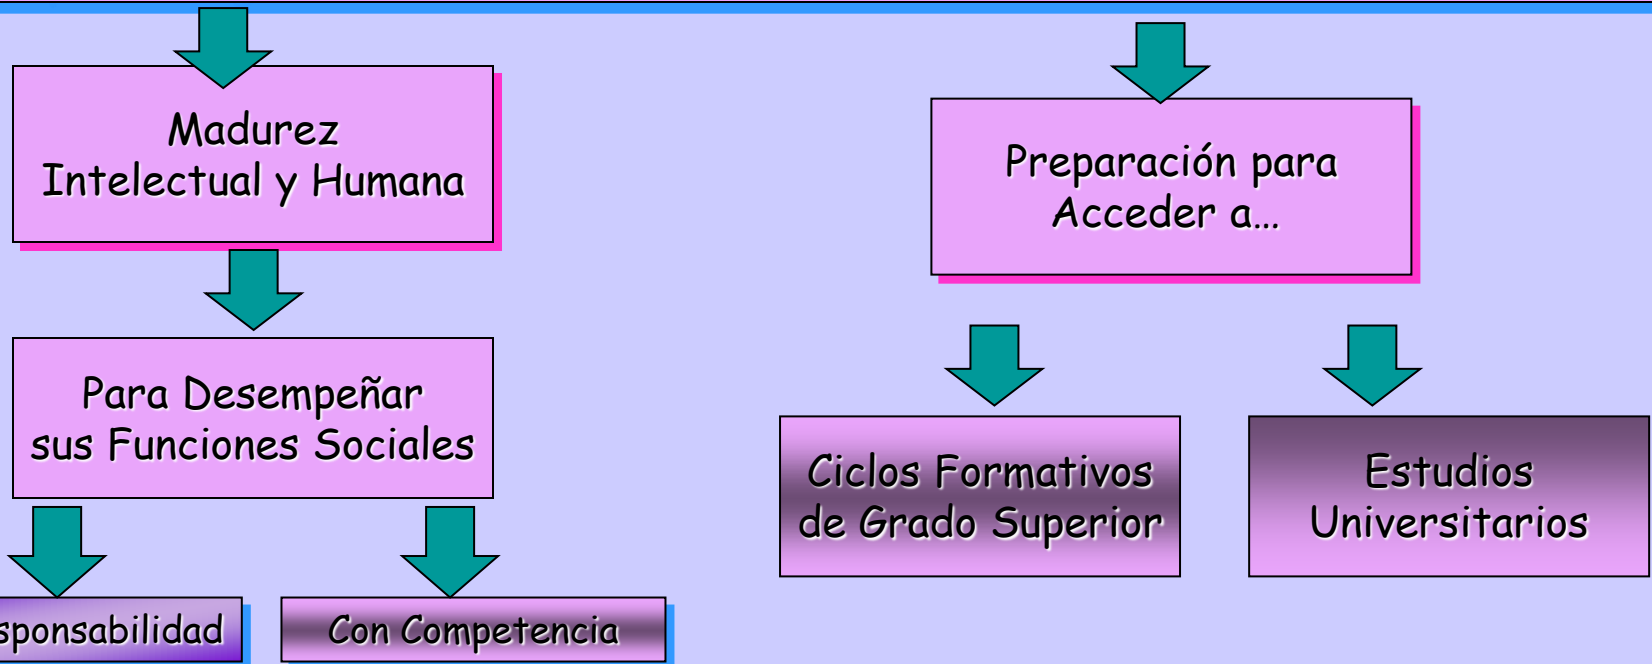 Madurez
Intelectual y Humana
Preparación para
Acceder a...
Para Desempeñar
sus Funciones Sociales
Ciclos Formativos
de Grado Superior
Estudios
Universitarios
sponsabilidad
Con Competencia